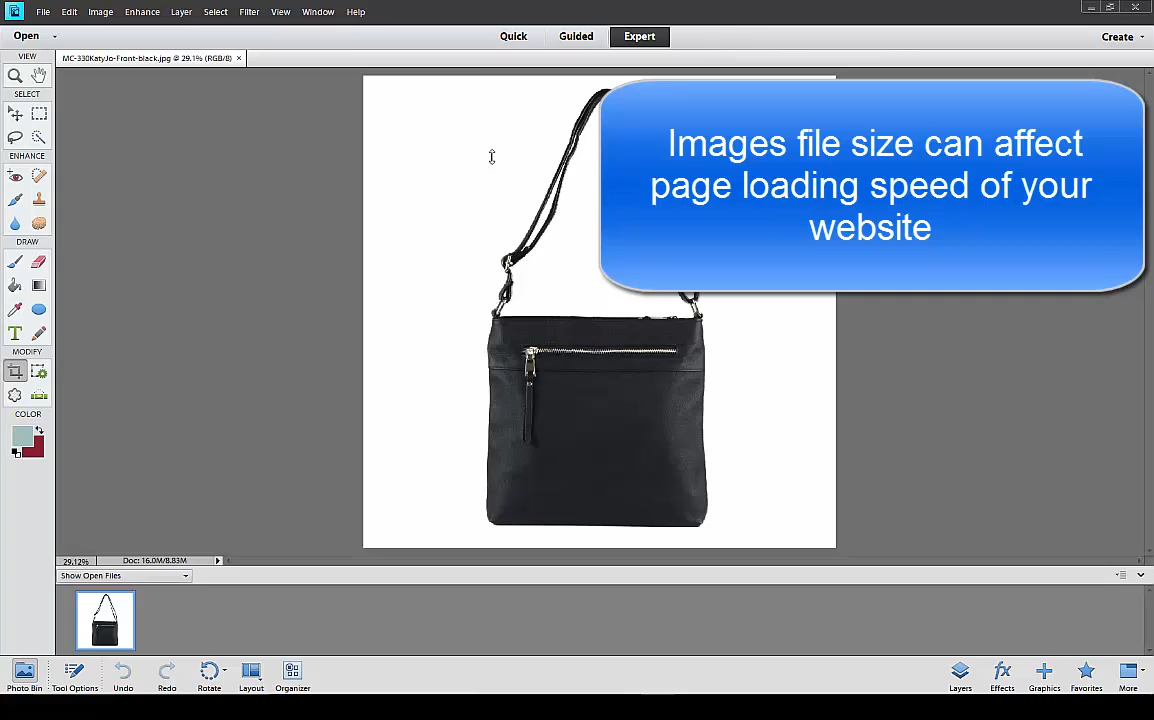 File Edit Image Enhance Layer Select Filter View Window Help
Open Quick Guided Expert Create
VIEW
MC-330KatyJo-Front-black.jpg @ 29.1% (RGB/8) ×
SELECT
Images file size can affect
page loading speed of your
website
ENHANCE
DRAW
T
MODIFY
COLOR
29.12% Doc: 16.0M/8.83M
Show Open Files
Photo Bin Tool Options Undo Redo Rotate Layout Organizer Layers fx Effects Graphics Favorites More